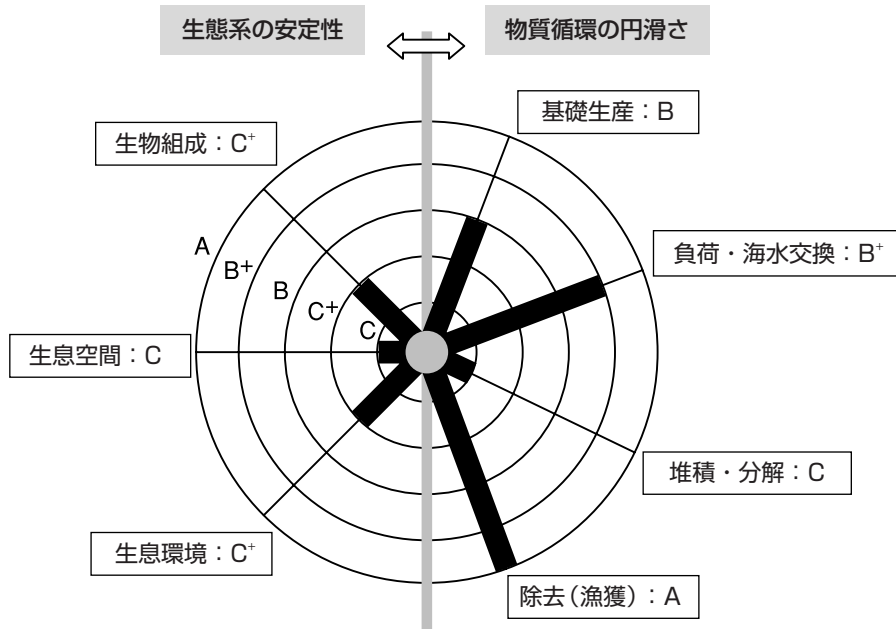 生態系の安定性
物質循環の円滑さ
基礎生産：B
生物組成：C⁺
負荷・海水交換：B⁺
A
B+
B
C+
C
生息空間：C
堆積・分解：C
生息環境：C⁺
除去（漁獲）：A